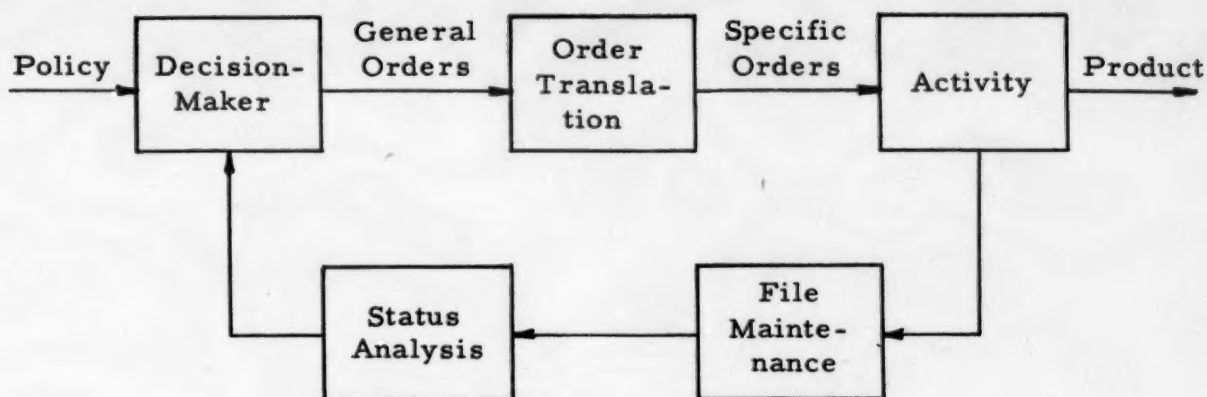 Policy
Decision-
Maker
General
Orders
Order
Transla-
tion
Specific
Orders
Activity
Product
Status
Analysis
File
Mainte-
nance